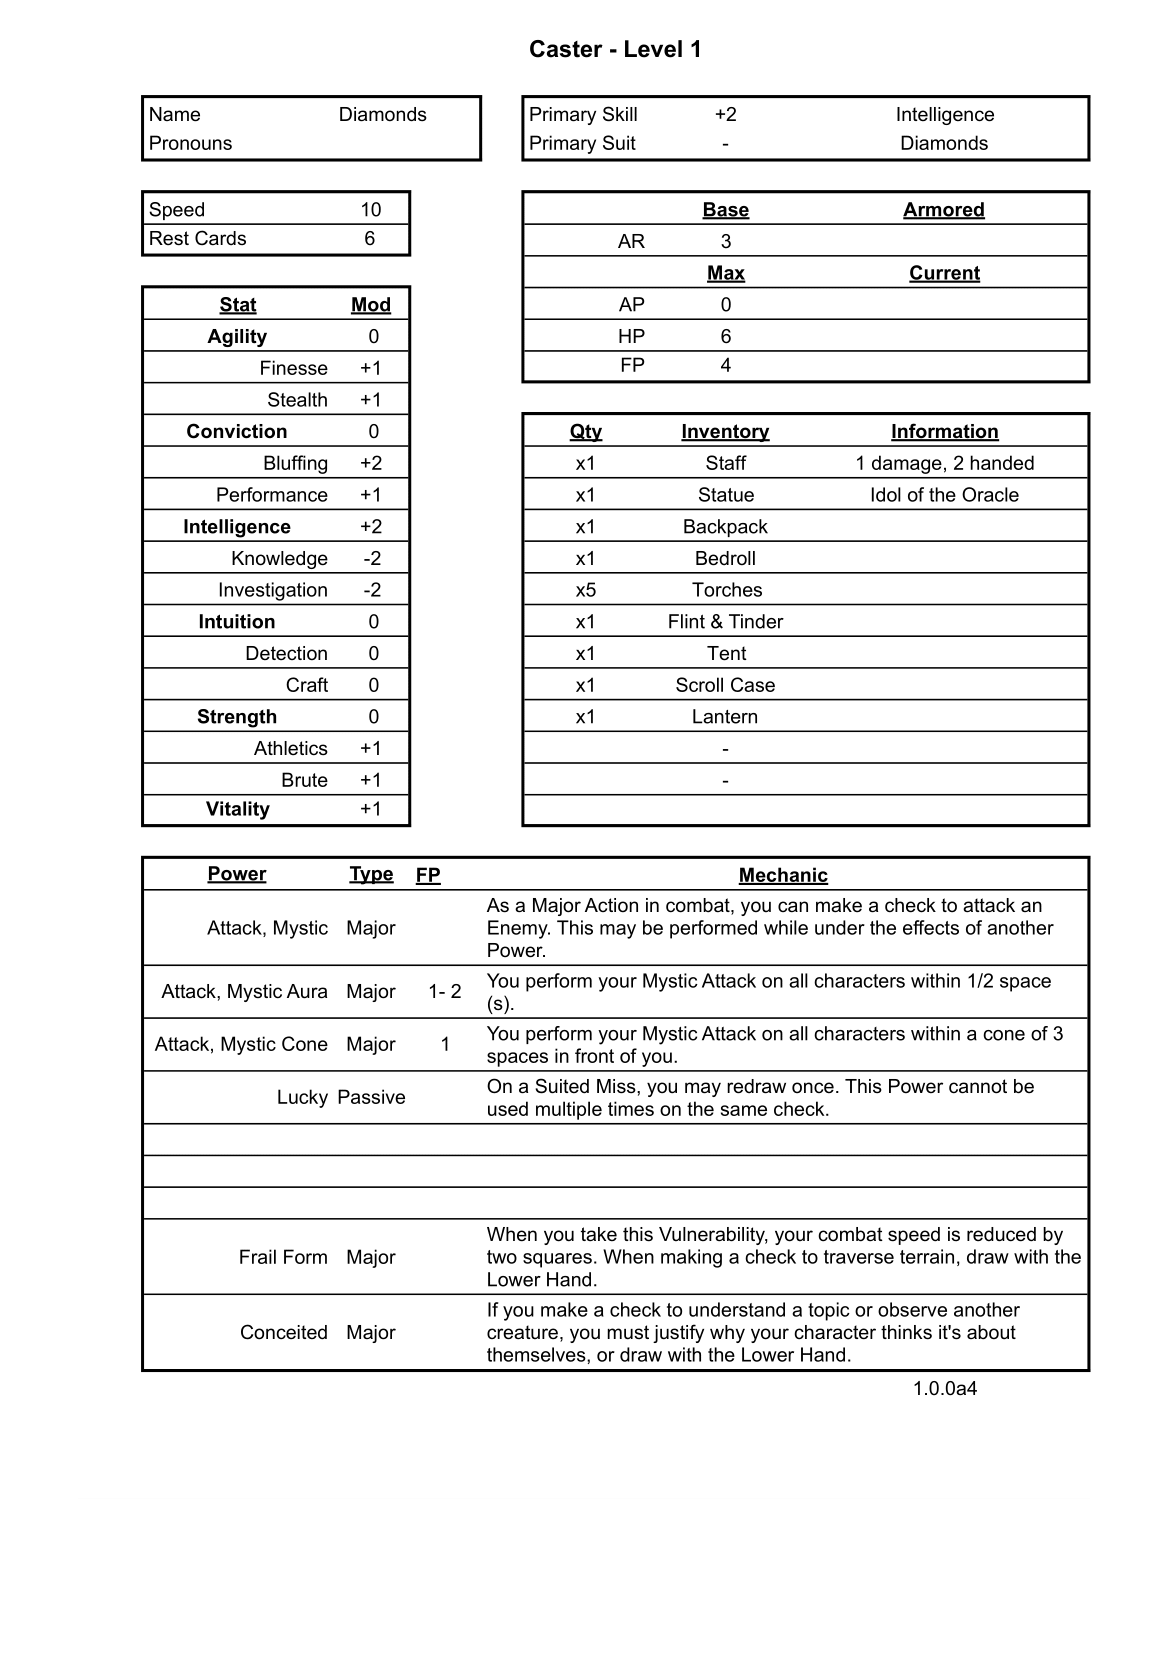 Caster - Level 1
Name Diamonds
Pronouns
Primary Skill +2 Intelligence
Primary Suit - Diamonds
Speed 10
Rest Cards 6
Base Armored
AR 3
Max Current
AP 0
HP 6
FP 4
Stat Mod
Agility 0
Finesse +1
Stealth +1
Conviction 0
Bluffing +2
Performance +1
Intelligence +2
Knowledge -2
Investigation -2
Intuition 0
Detection 0
Craft 0
Strength 0
Athletics +1
Brute +1
Vitality +1
Qty Inventory Information
x1 Staff 1 damage, 2 handed
x1 Statue Idol of the Oracle
x1 Backpack
x1 Bedroll
x5 Torches
x1 Flint & Tinder
x1 Tent
x1 Scroll Case
x1 Lantern
-
-
Power Type FP Mechanic
Attack, Mystic Major
As a Major Action in combat, you can make a check to attack an
Enemy. This may be performed while under the effects of another
Power.
Attack, Mystic Aura Major 1- 2
You perform your Mystic Attack on all characters within 1/2 space
(s).
Attack, Mystic Cone Major 1
You perform your Mystic Attack on all characters within a cone of 3
spaces in front of you.
Lucky Passive
On a Suited Miss, you may redraw once. This Power cannot be
used multiple times on the same check.
Frail Form Major
When you take this Vulnerability, your combat speed is reduced by
two squares. When making a check to traverse terrain, draw with the
Lower Hand.
Conceited Major
If you make a check to understand a topic or observe another
creature, you must justify why your character thinks it's about
themselves, or draw with the Lower Hand.
1.0.0a4